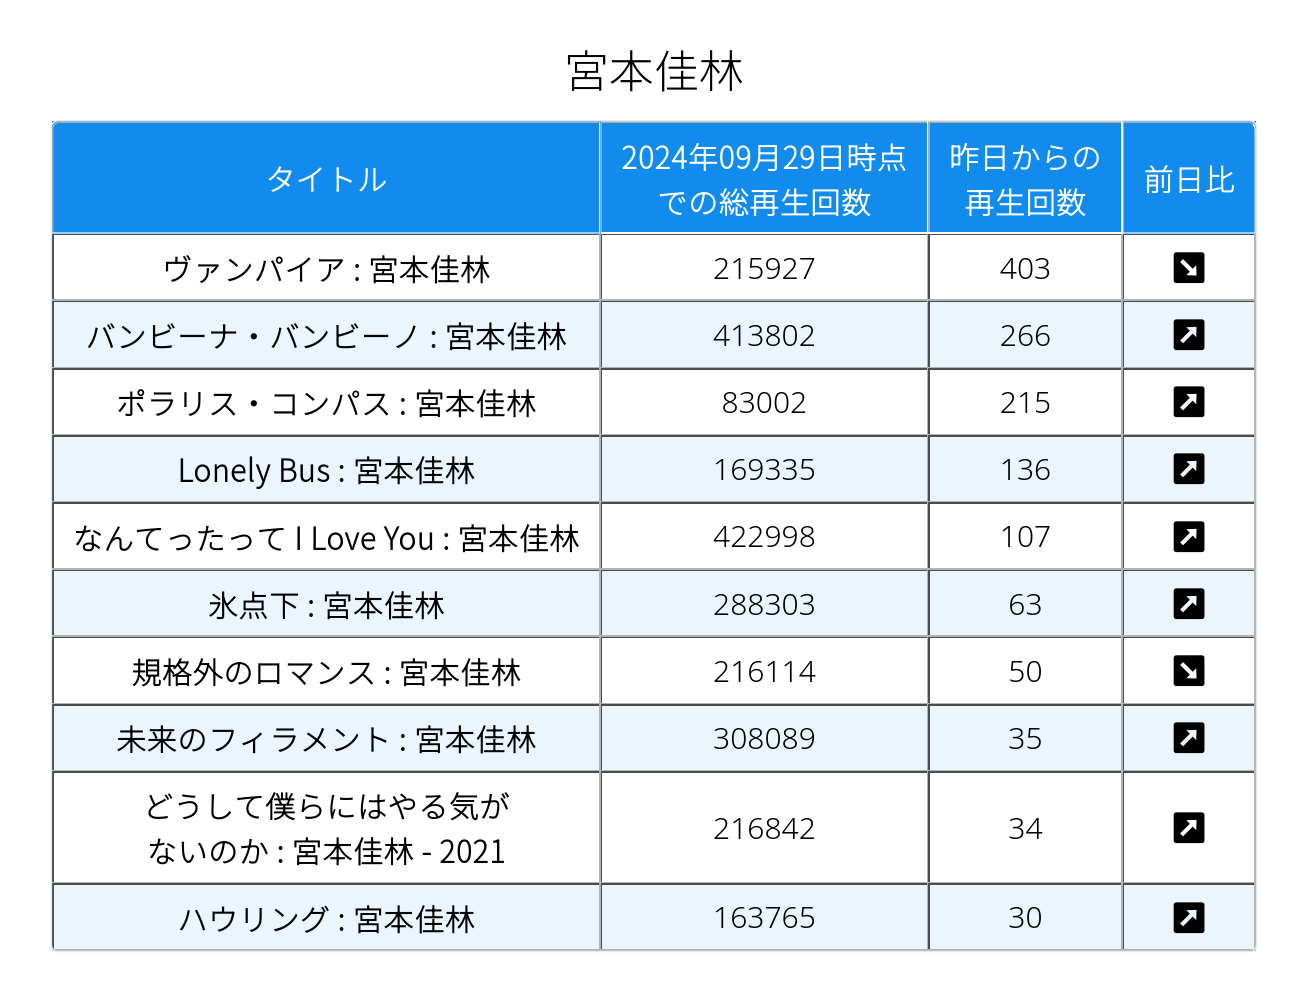 宮本佳林
タイトル
2024年09月29日時点
での総再生回数
昨日からの
再生回数
前日比
ヴァンパイア : 宮本佳林
215927
403
バンビーナ・バンビーノ : 宮本佳林
413802
266
ポラリス・コンパス : 宮本佳林
83002
215
Lonely Bus : 宮本佳林
169335
136
なんてったって I Love You : 宮本佳林
422998
107
氷点下 : 宮本佳林
288303
63
規格外のロマンス : 宮本佳林
216114
50
未来のフィラメント : 宮本佳林
308089
35
どうして僕らにはやる気が
ないのか : 宮本佳林 - 2021
216842
34
ハウリング : 宮本佳林
163765
30